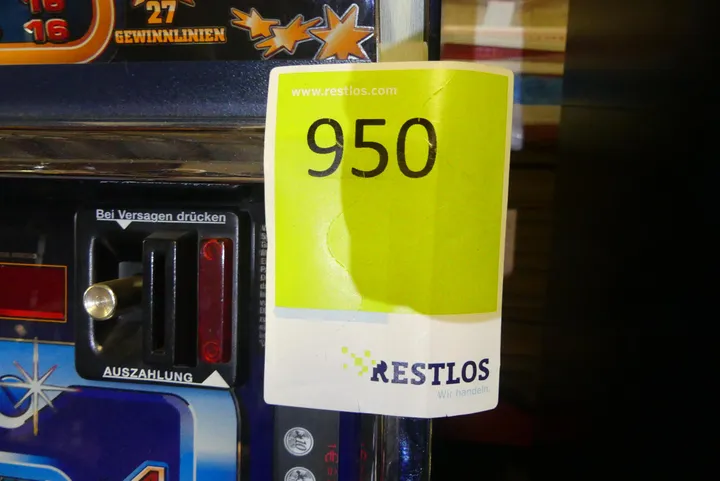 16
16
27
GEWINNLINIEN
www.restlos.com
950
Bei Versagen drücken
AUSZAHLUNG
RESTLOS
Wir handeln.